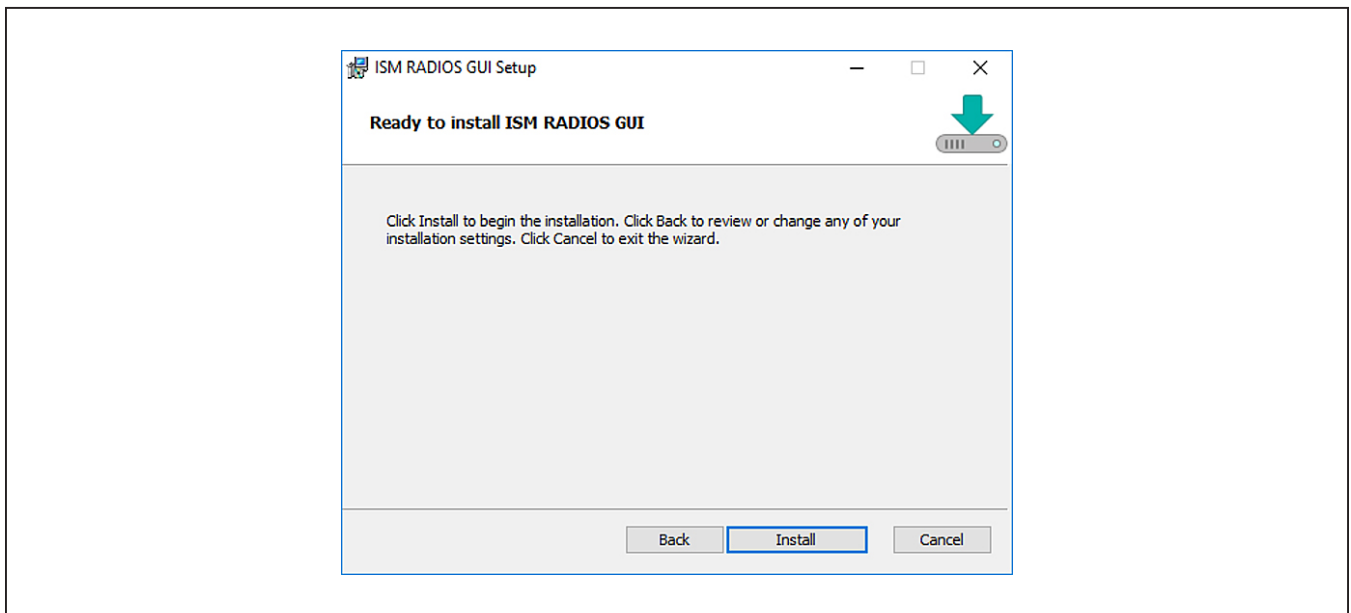 ISM RADIOS GUI Setup
Ready to install ISM RADIOS GUI
Click Install to begin the installation. Click Back to review or change any of your
installation settings. Click Cancel to exit the wizard.
Back Install Cancel